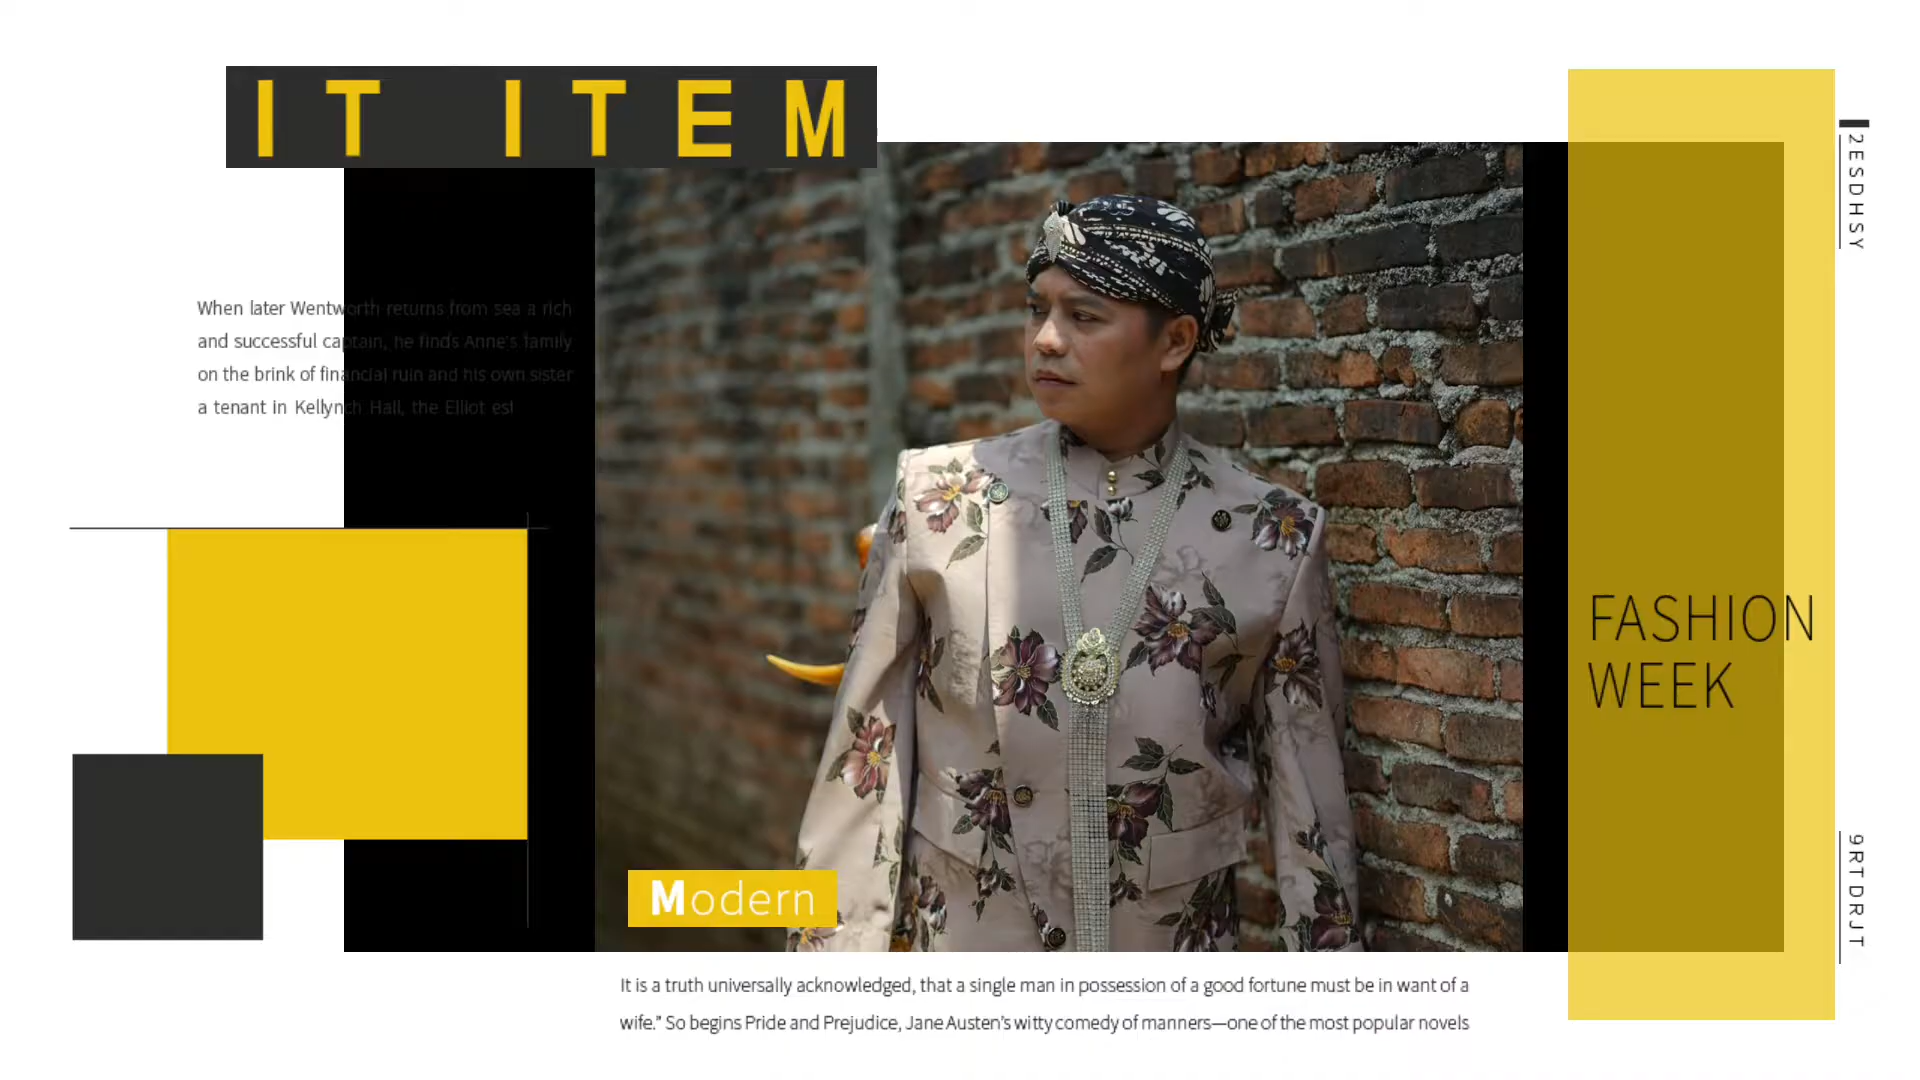 IT ITEM
2ESDHSY
When later Wentworth returns from sea a rich
and successful captain, he finds Anne's family
on the brink of financial ruin and his own sister
a tenant in Kellynch Hall, the Elliot est
FASHION
WEEK
Modern
9RTDRJT
It is a truth universally acknowledged, that a single man in possession of a good fortune must be in want of a
wife.” So begins Pride and Prejudice, Jane Austen’s witty comedy of manners—one of the most popular novels